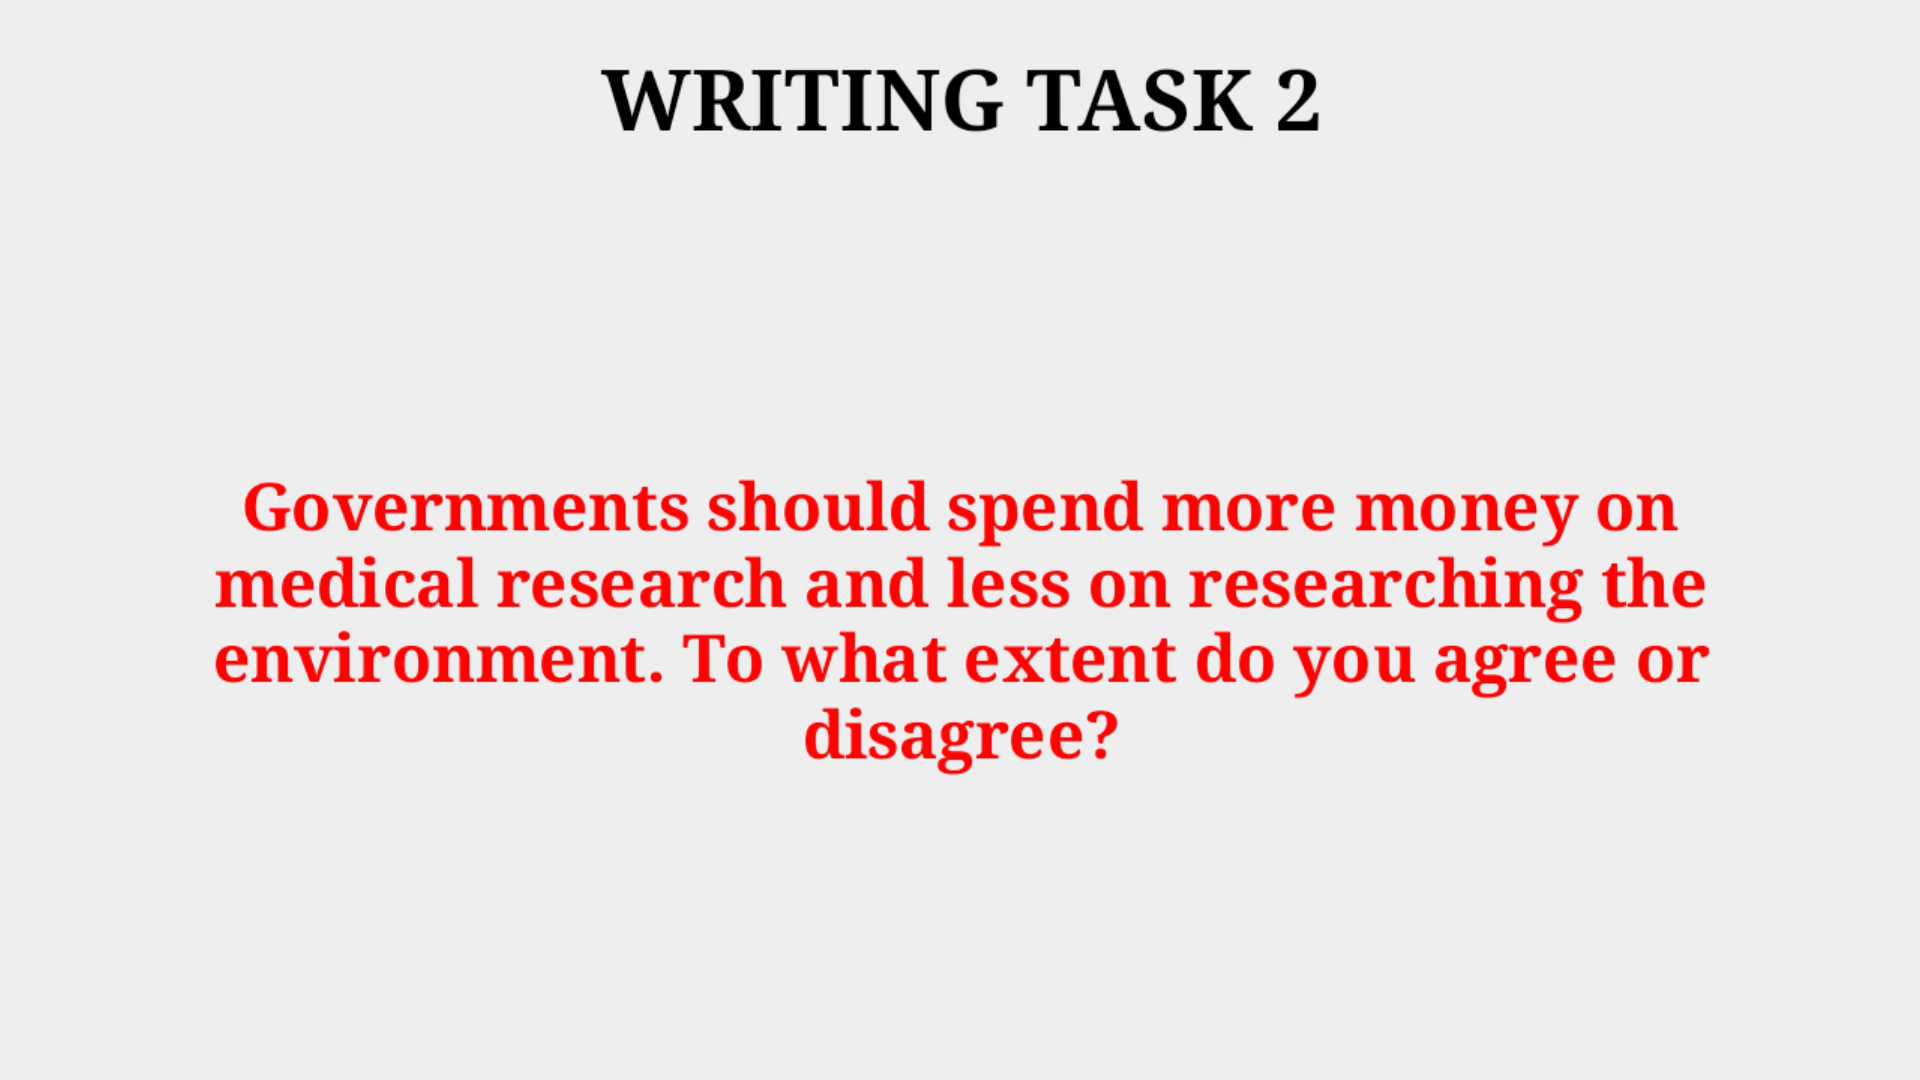 WRITING TASK 2
Governments should spend more money on
medical research and less on researching the
environment. To what extent do you agree or
disagree?